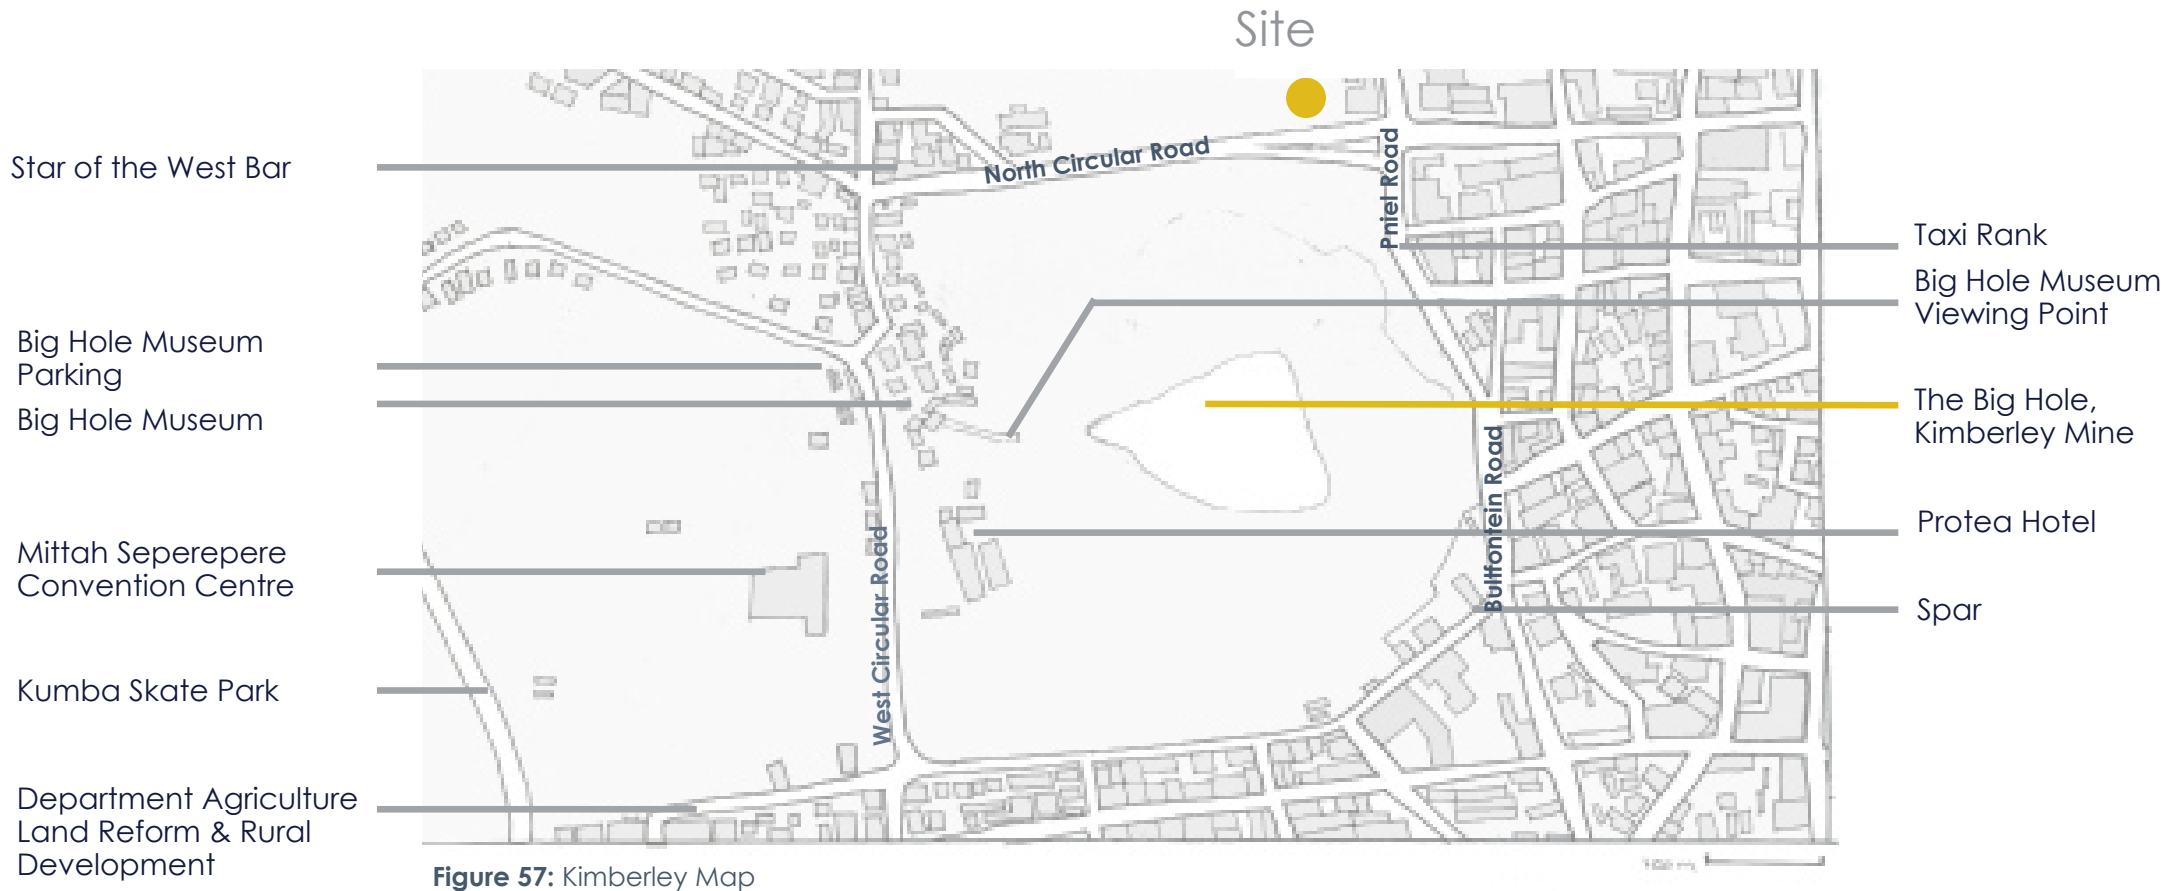 Site
Star of the West Bar
North Circular Road
Pniel Road
Taxi Rank
Big Hole Museum
Viewing Point
Big Hole Museum
Parking
Big Hole Museum
The Big Hole,
Kimberley Mine
Bultfontein Road
Protea Hotel
West Circular Road
Mittah Seperepere
Convention Centre
Spar
Kumba Skate Park
Department Agriculture
Land Reform & Rural
Development
Figure 57: Kimberley Map